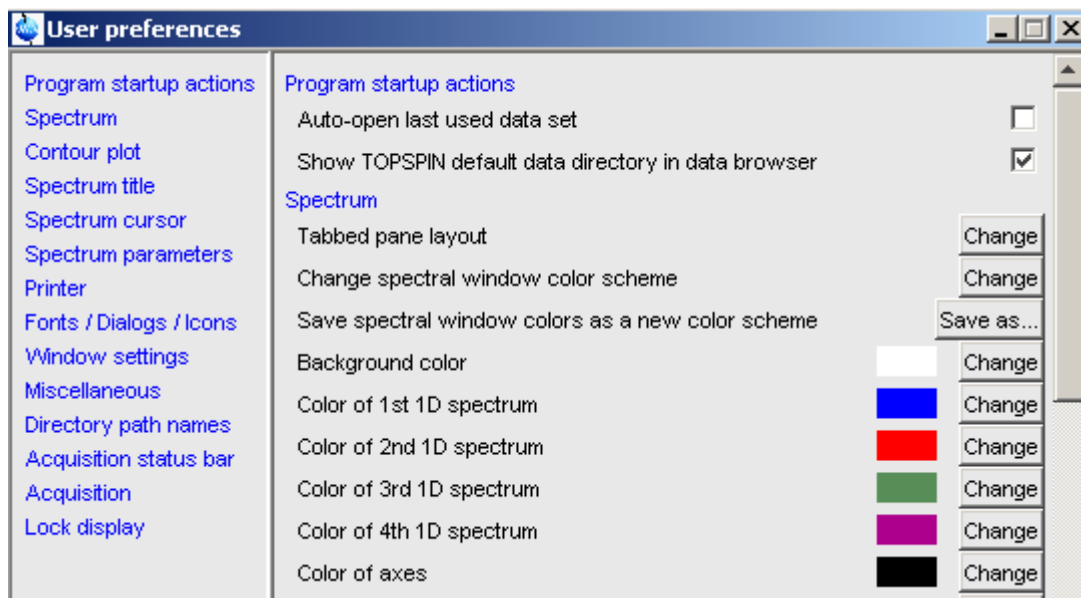 User preferences
Program startup actions
Spectrum
Contour plot
Spectrum title
Spectrum cursor
Spectrum parameters
Printer
Fonts / Dialogs / Icons
Window settings
Miscellaneous
Directory path names
Acquisition status bar
Acquisition
Lock display
Program startup actions
Auto-open last used data set
Show TOPSPIN default data directory in data browser
Spectrum
Tabbed pane layout Change
Change spectral window color scheme Change
Save spectral window colors as a new color scheme Save as...
Background color Change
Color of 1st 1D spectrum Change
Color of 2nd 1D spectrum Change
Color of 3rd 1D spectrum Change
Color of 4th 1D spectrum Change
Color of axes Change